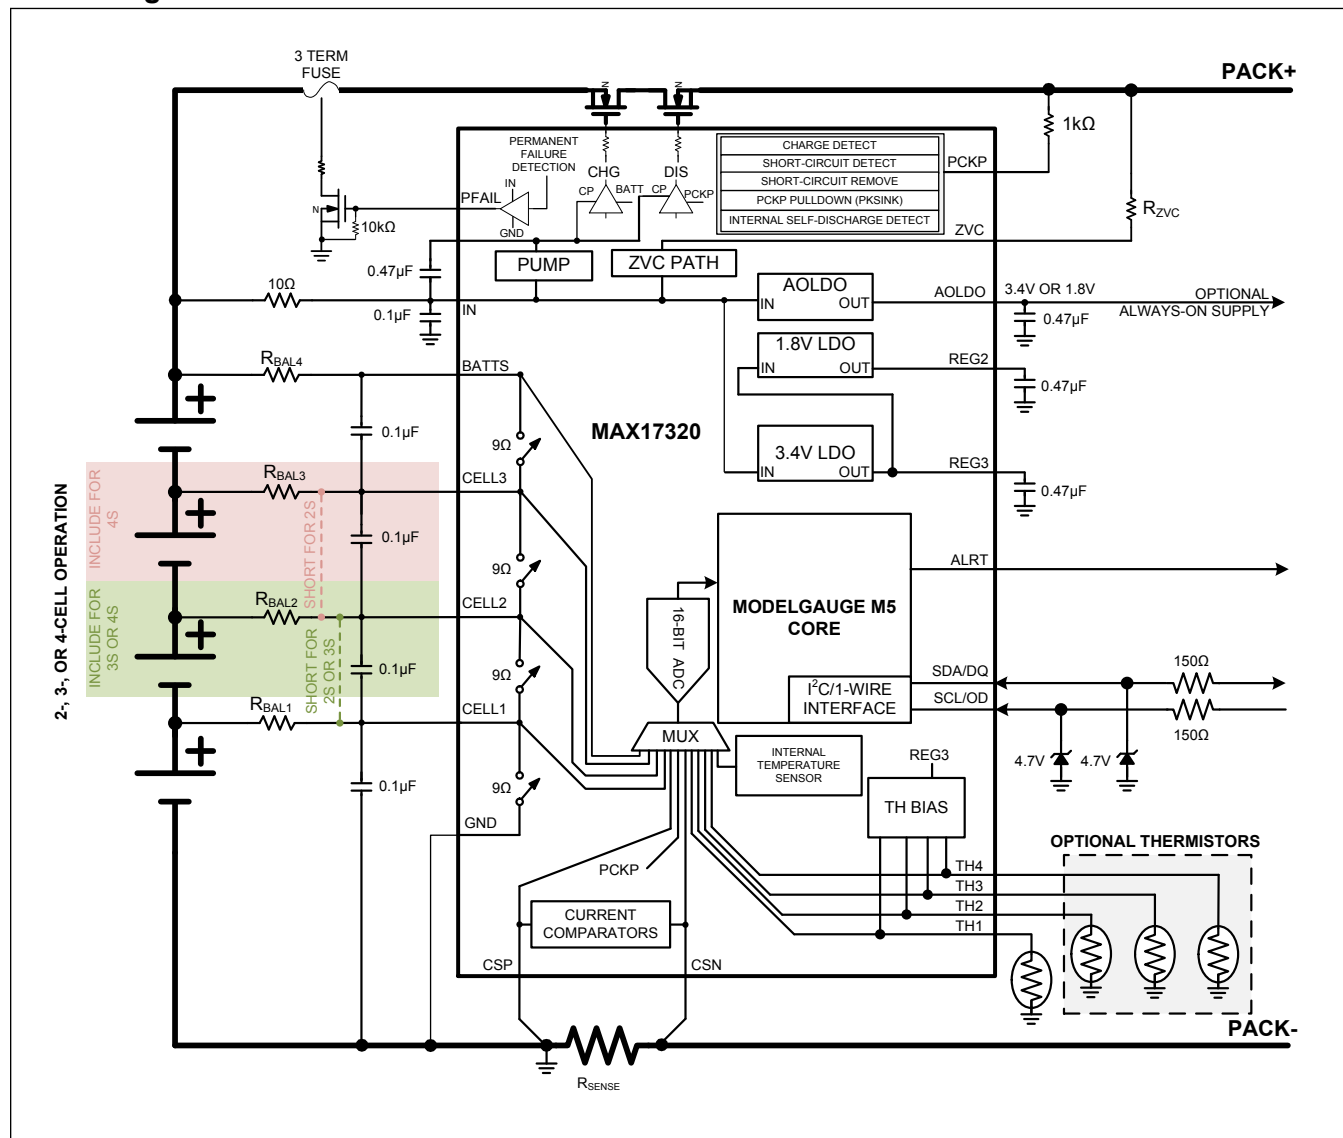 3 TERM
FUSE
PACK+
1kΩ
PERMANENT
FAILURE
DETECTION
CHARGE DETECT
SHORT-CIRCUIT DETECT
SHORT-CIRCUIT REMOVE
PCKP PULLDOWN (PKSINK)
INTERNAL SELF-DISCHARGE DETECT
PCKP
CHG
DIS
IN
CP
BATT
CP
PCKP
PFAIL
GND
N
N
N
10kΩ
RZVC
ZVC
0.47µF
PUMP
ZVC PATH
10Ω
0.1µF
IN
AOLDO
IN
OUT
AOLDO
3.4V OR 1.8V
OPTIONAL
ALWAYS-ON SUPPLY
0.47µF
1.8V LDO
IN
OUT
REG2
0.47µF
3.4V LDO
IN
OUT
REG3
0.47µF
RBAL4
BATTS
0.1µF
9Ω
MAX17320
RBAL3
CELL3
0.1µF
9Ω
RBAL2
CELL2
0.1µF
9Ω
RBAL1
CELL1
0.1µF
9Ω
GND
2-, 3-, OR 4-CELL OPERATION
INCLUDE FOR
4S
INCLUDE FOR
3S OR 4S
SHORT FOR 2S
SHORT FOR
2S OR 3S
16-BIT ADC
MUX
MODELGAUGE M5
CORE
I2C/1-WIRE
INTERFACE
ALRT
SDA/DQ
SCL/OD
150Ω
150Ω
4.7V
4.7V
INTERNAL
TEMPERATURE
SENSOR
REG3
TH BIAS
OPTIONAL THERMISTORS
TH4
TH3
TH2
TH1
PCKP
CURRENT
COMPARATORS
CSP
CSN
PACK-
RSENSE